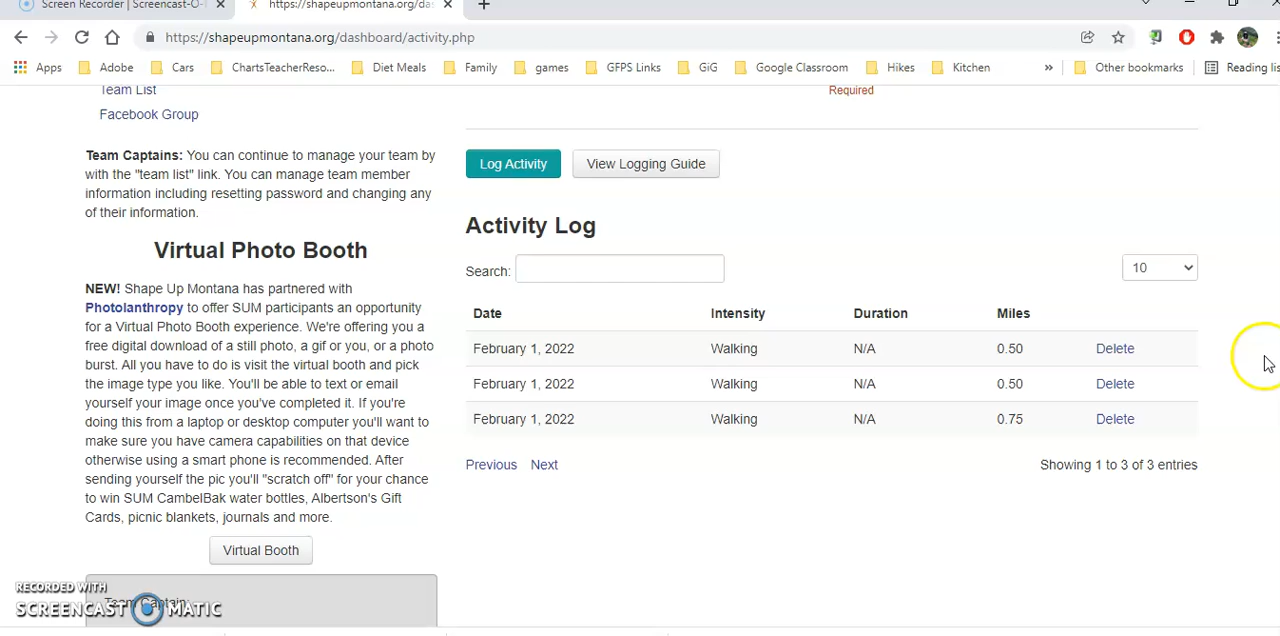 Screen Recorder | Screencast-O-
https://shapeupmontana.org/das
https://shapeupmontana.org/dashboard/activity.php
Apps
Adobe
Cars
ChartsTeacherReso...
Diet Meals
Family
games
GFPS Links
GiG
Google Classroom
Hikes
Kitchen
»
Other bookmarks
Reading list
Team List
Facebook Group
Team Captains: You can continue to manage your team by
with the "team list" link. You can manage team member
information including resetting password and changing any
of their information.
Virtual Photo Booth
NEW! Shape Up Montana has partnered with
Photolanthropy to offer SUM participants an opportunity
for a Virtual Photo Booth experience. We're offering you a
free digital download of a still photo, a gif or you, or a photo
burst. All you have to do is visit the virtual booth and pick
the image type you like. You'll be able to text or email
yourself your image once you've completed it. If you're
doing this from a laptop or desktop computer you'll want to
make sure you have camera capabilities on that device
otherwise using a smart phone is recommended. After
sending yourself the pic you'll "scratch off" for your chance
to win SUM CambelBak water bottles, Albertson's Gift
Cards, picnic blankets, journals and more.
Virtual Booth
Team Captain:
RECORDED WITH
SCREENCAST MATIC
Required
Log Activity
View Logging Guide
Activity Log
Search:
10
Date Intensity Duration Miles
February 1, 2022 Walking N/A 0.50 Delete
February 1, 2022 Walking N/A 0.50 Delete
February 1, 2022 Walking N/A 0.75 Delete
Previous Next
Showing 1 to 3 of 3 entries